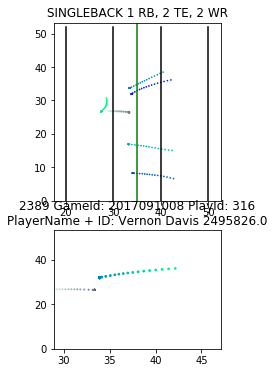 SINGLEBACK 1 RB, 2 TE, 2 WR
50
40
30
20
10
0
20 30 40 50
2389 GameId: 2017091008 PlayId: 316
PlayerName + ID: Vernon Davis 2495826.0
40
20
0
30 35 40 45